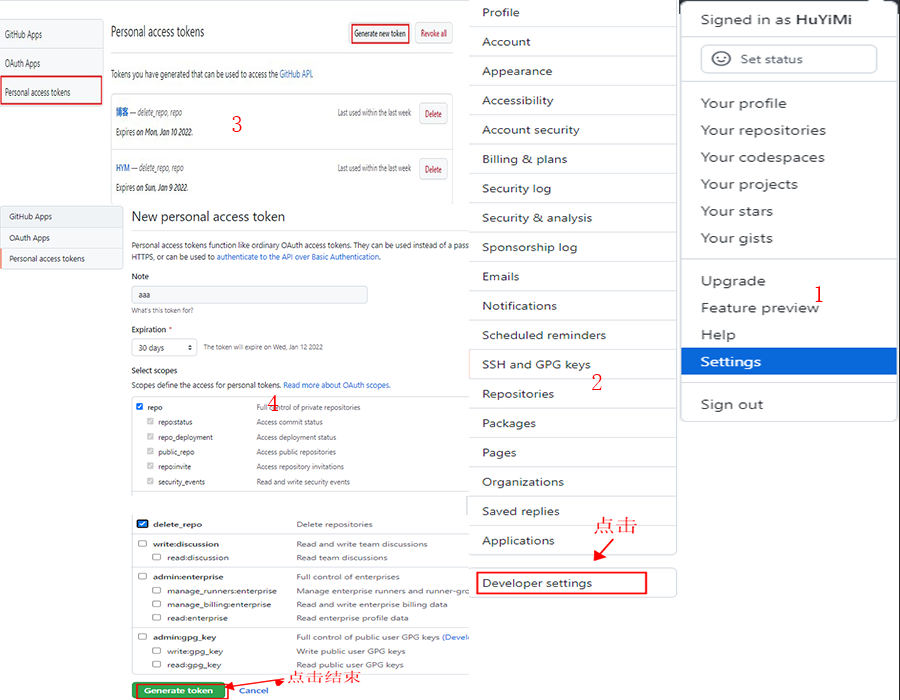 GitHub Apps
OAuth Apps
Personal access tokens
Personal access tokens
Generate new token
Revoke all
Tokens you have generated that can be used to access the GitHub API.
博客 — delete_repo, repo
Last used within the last week
Delete
Expires on Mon, Jan 10 2022.
3
HYM — delete_repo, repo
Last used within the last week
Delete
Expires on Sun, Jan 9 2022.
GitHub Apps
OAuth Apps
Personal access tokens
New personal access token
Personal access tokens function like ordinary OAuth access tokens. They can be used instead of a pass
HTTPS, or can be used to authenticate to the API over Basic Authentication.
Note
aaa
What's this token for?
Expiration *
30 days
The token will expire on Wed, Jan 12 2022
Select scopes
Scopes define the access for personal tokens. Read more about OAuth scopes.
4
repo
Full control of private repositories
repo:status
Access commit status
repo_deployment
Access deployment status
public_repo
Access public repositories
repo:invite
Access repository invitations
security_events
Read and write security events
delete_repo
Delete repositories
write:discussion
Read and write team discussions
read:discussion
Read team discussions
admin:enterprise
Full control of enterprises
manage_runners:enterprise
Manage enterprise runners and runner-gro
manage_billing:enterprise
Read and write enterprise billing data
read:enterprise
Read enterprise profile data
admin:gpg_key
Full control of public user GPG keys (Develo
write:gpg_key
Write public user GPG keys
read:gpg_key
Read public user GPG keys
Generate token
Cancel
点击结束
Profile
Account
Appearance
Accessibility
Account security
Billing & plans
Security log
Security & analysis
Sponsorship log
Emails
Notifications
Scheduled reminders
SSH and GPG keys
2
Repositories
Packages
Pages
Organizations
Saved replies
点击
Applications
Developer settings
Signed in as HuYiMi
Set status
Your profile
Your repositories
Your codespaces
Your projects
Your stars
Your gists
Upgrade
1
Feature preview
Help
Settings
Sign out